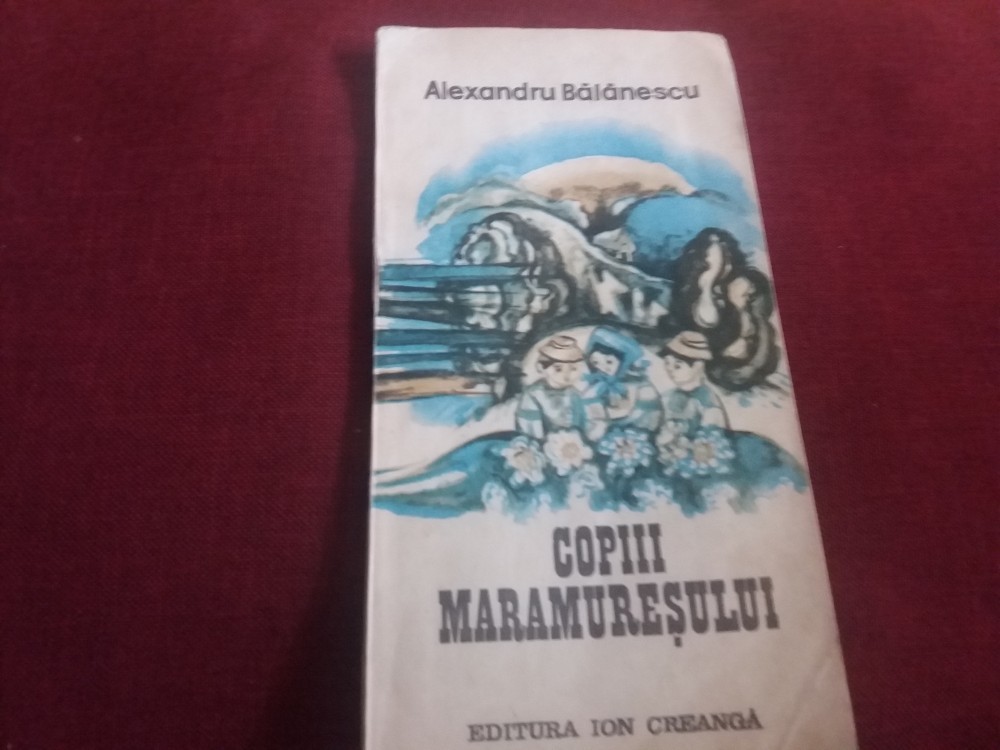 Alexandru Bălănescu
COPIII
MARAMUREȘULUI
EDITURA ION CREANGĂ